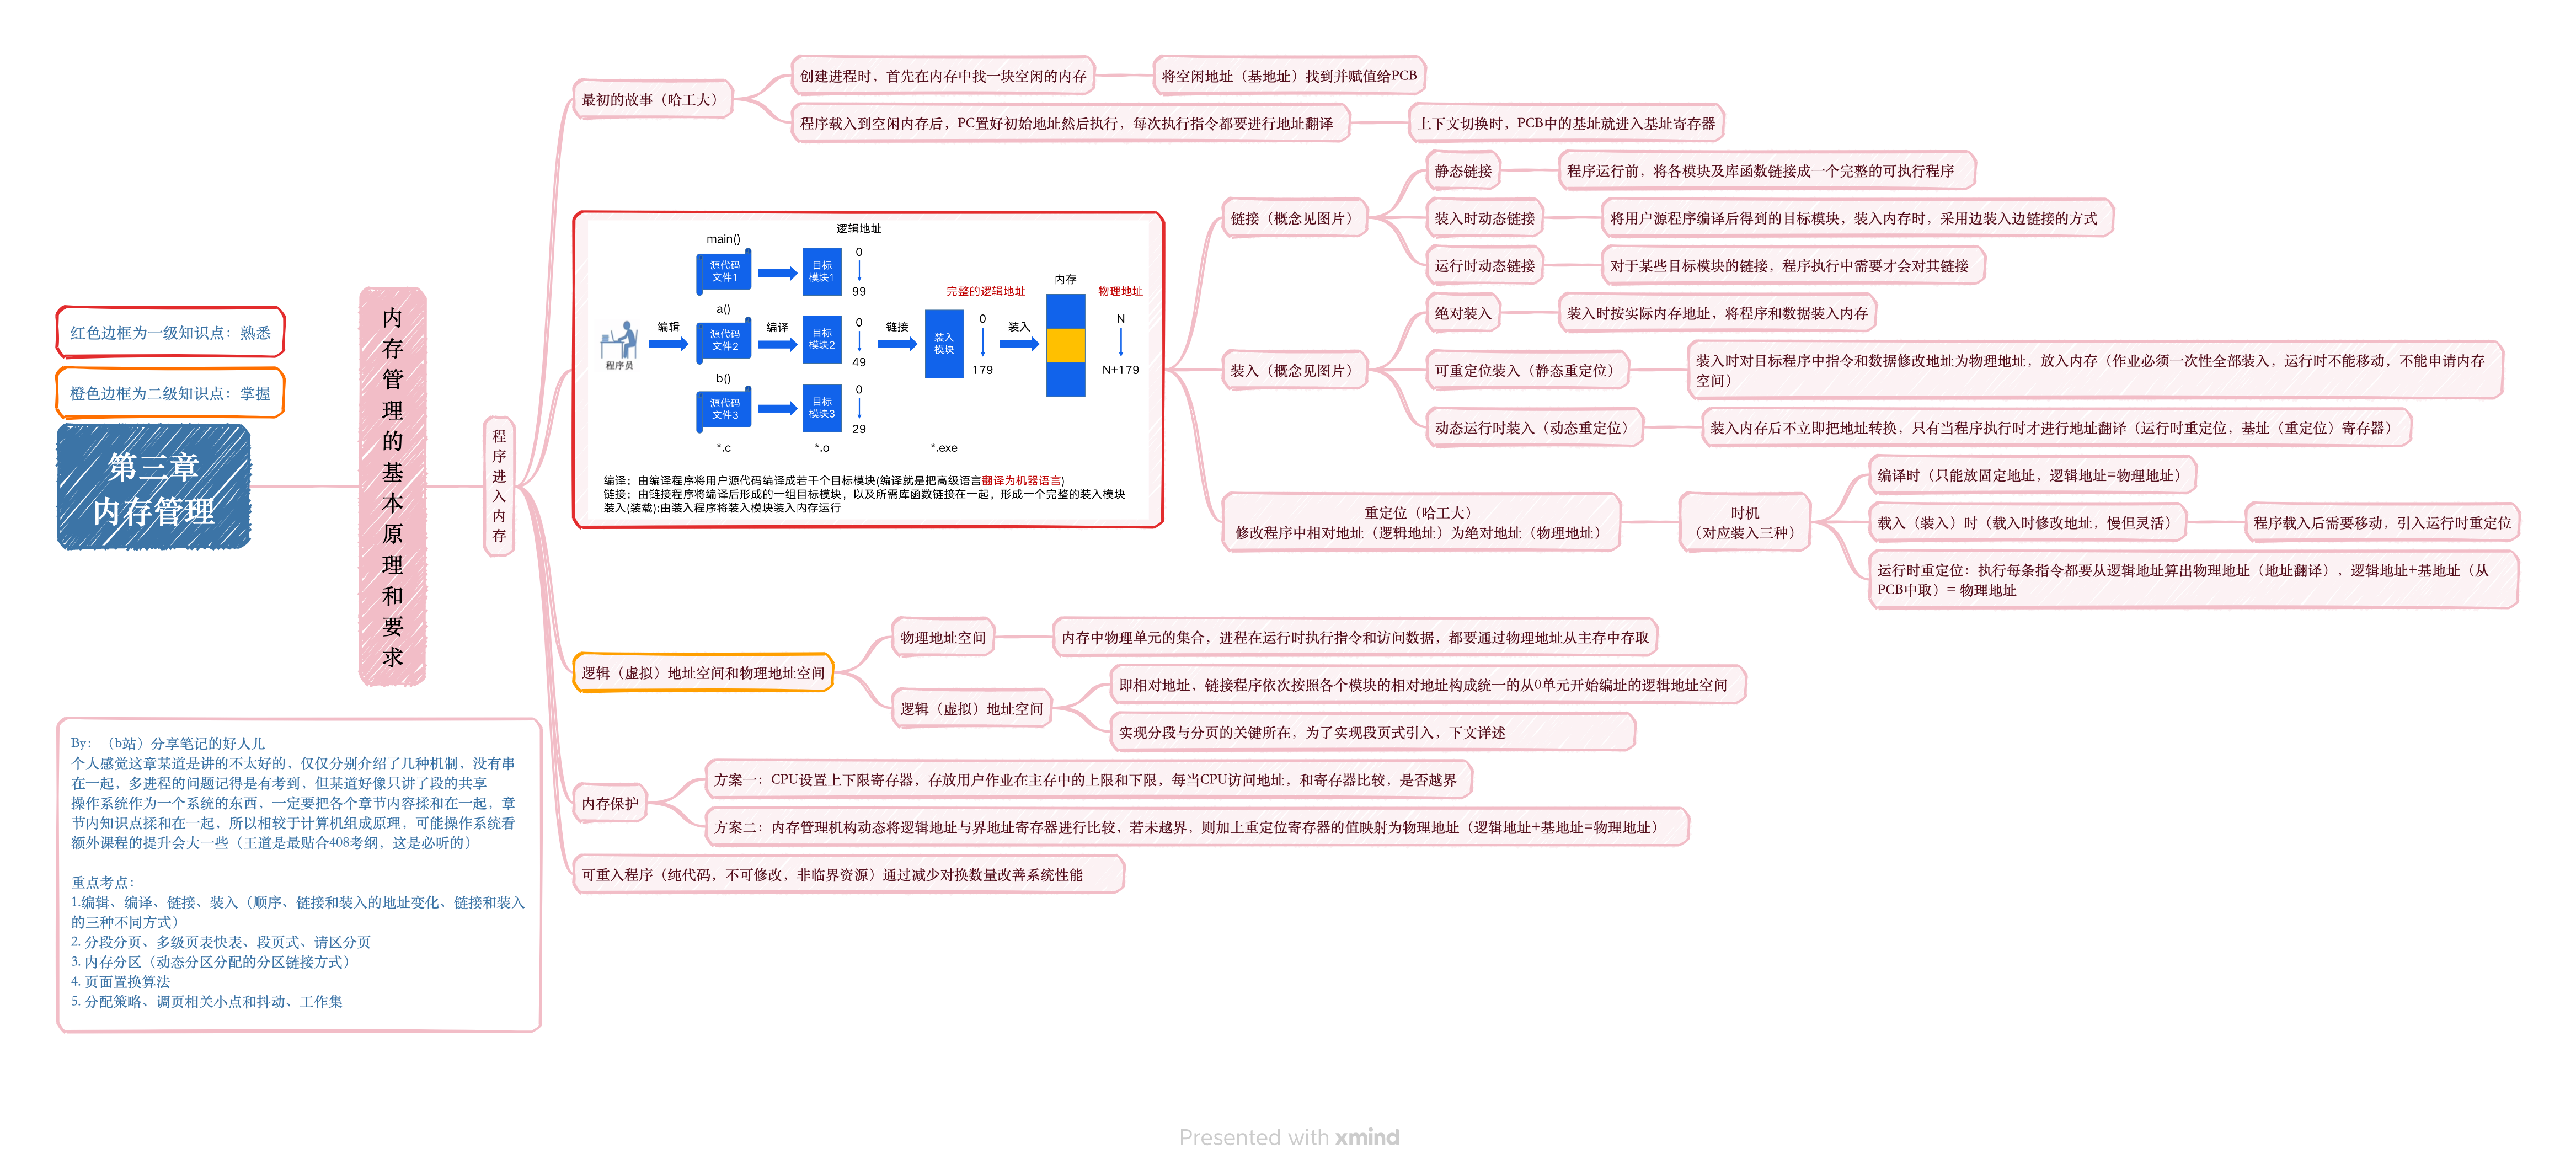 红色边框为一级知识点：熟悉
橙色边框为二级知识点：掌握
第三章
内存管理
内存管理的基本原理和要求
程序进入内存
最初的故事（哈工大）
创建进程时，首先在内存中找一块空闲的内存
将空闲地址（基地址）找到并赋值给PCB
程序载入到空闲内存后，PC置好初始地址然后执行，每次执行指令都要进行地址翻译
上下文切换时，PCB中的基址就进入基址寄存器
逻辑地址
main()
源代码
文件1
目标
模块1
0
99
a()
编辑
源代码
文件2
编译
目标
模块2
0
49
程序员
b()
源代码
文件3
目标
模块3
0
29
链接
完整的逻辑地址
装入
模块
0
179
装入
内存
物理地址
N
N+179
*.c
*.o
*.exe
编译：由编译程序将用户源代码编译成若干个目标模块(编译就是把高级语言翻译为机器语言)
链接：由链接程序将编译后形成的一组目标模块，以及所需库函数链接在一起，形成一个完整的装入模块
装入(装载):由装入程序将装入模块装入内存运行
链接（概念见图片）
静态链接
程序运行前，将各模块及库函数链接成一个完整的可执行程序
装入时动态链接
将用户源程序编译后得到的目标模块，装入内存时，采用边装入边链接的方式
运行时动态链接
对于某些目标模块的链接，程序执行中需要才会对其链接
装入（概念见图片）
绝对装入
装入时按实际内存地址，将程序和数据装入内存
可重定位装入（静态重定位）
装入时对目标程序中指令和数据修改地址为物理地址，放入内存（作业必须一次性全部装入，运行时不能移动，不能申请内存
空间）
动态运行时装入（动态重定位）
装入内存后不立即把地址转换，只有当程序执行时才进行地址翻译（运行时重定位，基址（重定位）寄存器）
重定位（哈工大）
修改程序中相对地址（逻辑地址）为绝对地址（物理地址）
时机
（对应装入三种）
编译时（只能放固定地址，逻辑地址=物理地址）
载入（装入）时（载入时修改地址，慢但灵活）
程序载入后需要移动，引入运行时重定位
运行时重定位：执行每条指令都要从逻辑地址算出物理地址（地址翻译），逻辑地址+基地址（从
PCB中取）= 物理地址
逻辑（虚拟）地址空间和物理地址空间
物理地址空间
内存中物理单元的集合，进程在运行时执行指令和访问数据，都要通过物理地址从主存中存取
逻辑（虚拟）地址空间
即相对地址，链接程序依次按照各个模块的相对地址构成统一的从0单元开始编址的逻辑地址空间
实现分段与分页的关键所在，为了实现段页式引入，下文详述
内存保护
方案一：CPU设置上下限寄存器，存放用户作业在主存中的上限和下限，每当CPU访问地址，和寄存器比较，是否越界
方案二：内存管理机构动态将逻辑地址与界地址寄存器进行比较，若未越界，则加上重定位寄存器的值映射为物理地址（逻辑地址+基地址=物理地址）
可重入程序（纯代码，不可修改，非临界资源）通过减少对换数量改善系统性能
By：（b站）分享笔记的好人儿
个人感觉这章某道是讲的不太好的，仅仅分别介绍了几种机制，没有串
在一起，多进程的问题记得是有考到，但某道好像只讲了段的共享
操作系统作为一个系统的东西，一定要把各个章节内容揉和在一起，章
节内知识点揉和在一起，所以相较于计算机组成原理，可能操作系统看
额外课程的提升会大一些（王道是最贴合408考纲，这是必听的）
重点考点：
1.编辑、编译、链接、装入（顺序、链接和装入的地址变化、链接和装入
的三种不同方式）
2. 分段分页、多级页表快表、段页式、请区分页
3. 内存分区（动态分区分配的分区链接方式）
4. 页面置换算法
5. 分配策略、调页相关小点和抖动、工作集
Presented with xmind